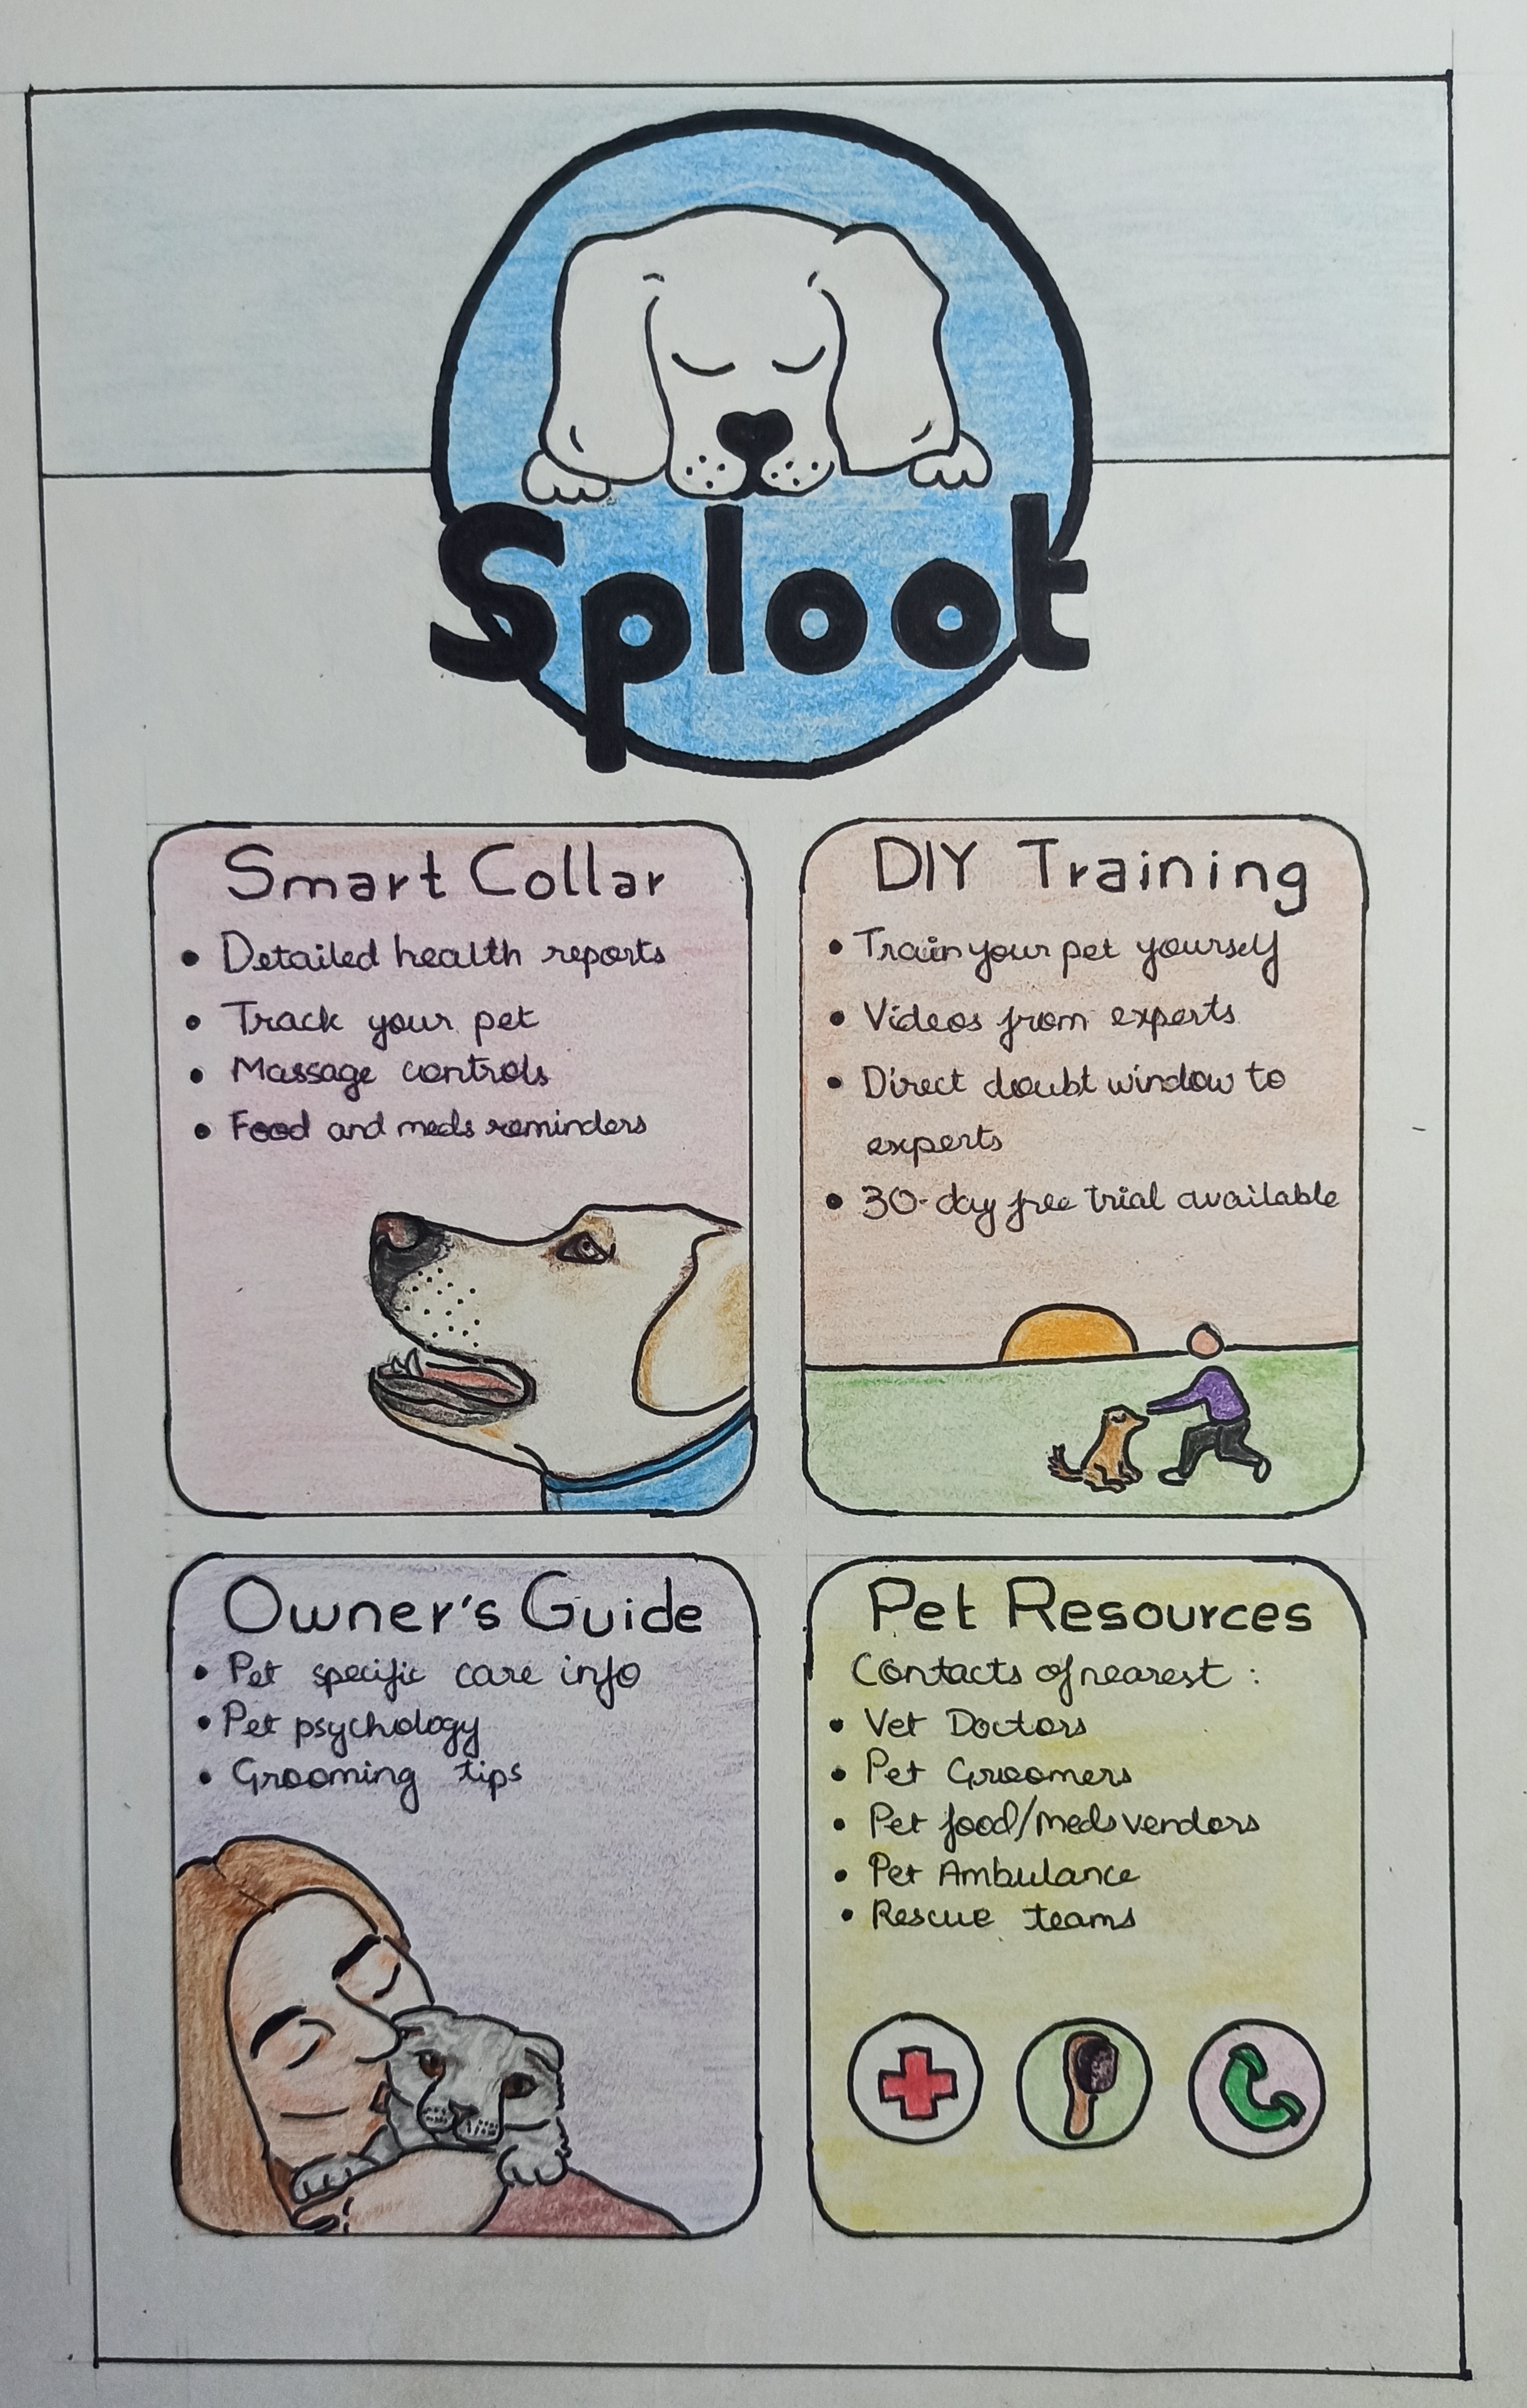 Sploot
Smart Collar
• Detailed health reports
• Track your pet
• Massage controls
• Food and meds reminders
DIY Training
• Train your pet yourself
• Videos from experts
• Direct doubt window to
experts
• 30-day free trial available
Owner's Guide
• Pet specific care info
• Pet psychology
• Grooming tips
Pet Resources
Contacts of nearest :
• Vet Doctors
• Pet Groomers
• Pet food/meds vendors
• Pet Ambulance
• Rescue teams